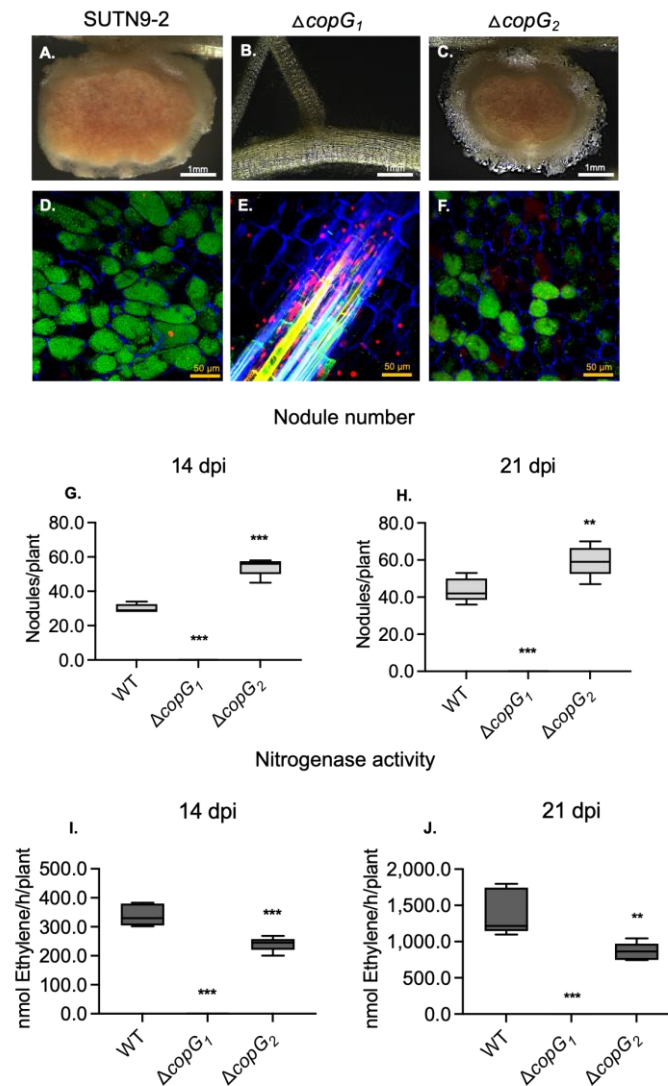 SUTN9-2 ΔcopG₁ ΔcopG₂
A. B. C.
1mm 1mm 1mm
D. E. F.
50 µm 50 µm 50 µm
Nodule number
14 dpi 21 dpi
G. H.
Nodules/plant
80.0
60.0
40.0
20.0
0.0
***
***
WT ΔcopG₁ ΔcopG₂
Nodules/plant
80.0
60.0
40.0
20.0
0.0
***
**
WT ΔcopG₁ ΔcopG₂
Nitrogenase activity
14 dpi 21 dpi
I. J.
nmol Ethylene/h/plant
500.0
400.0
300.0
200.0
100.0
0.0
***
***
WT ΔcopG₁ ΔcopG₂
nmol Ethylene/h/plant
2,000.0
1,500.0
1,000.0
500.0
0.0
***
**
WT ΔcopG₁ ΔcopG₂